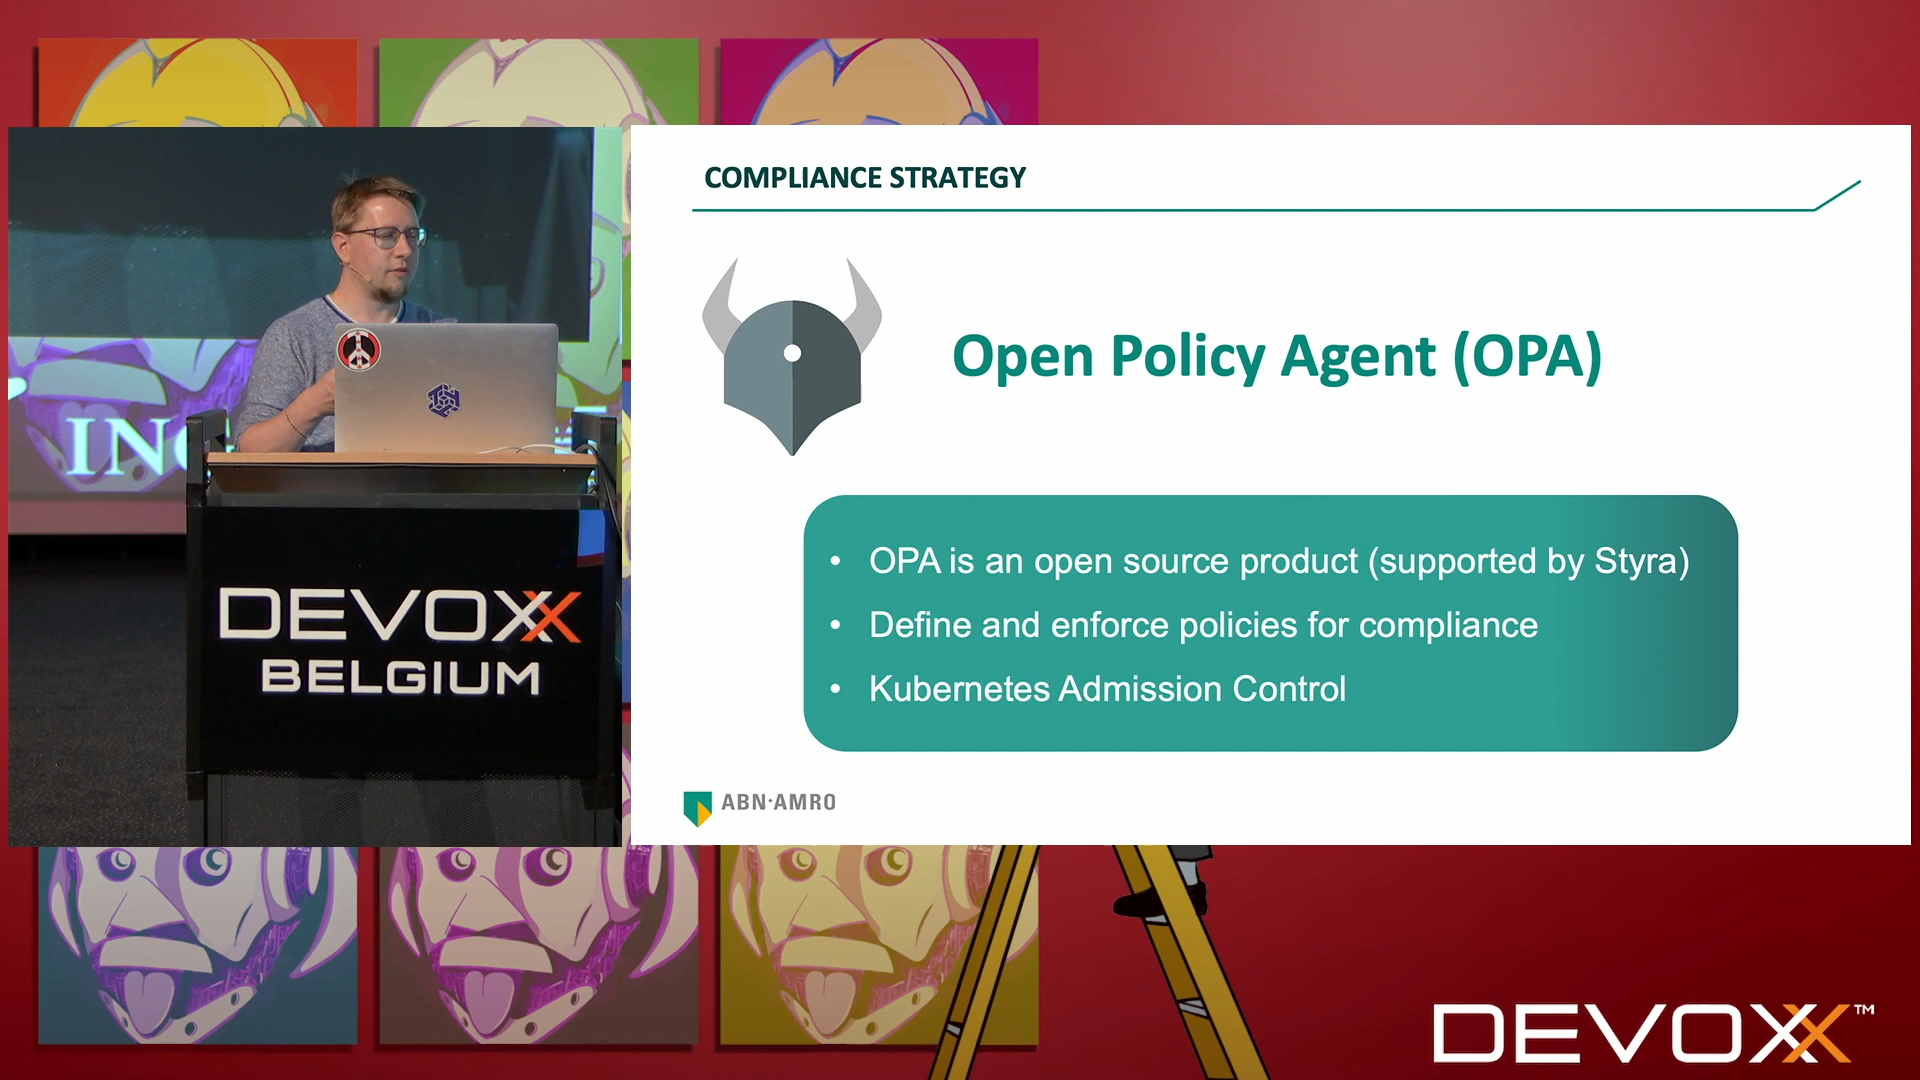 COMPLIANCE STRATEGY
Open Policy Agent (OPA)
• OPA is an open source product (supported by Styra)
• Define and enforce policies for compliance
• Kubernetes Admission Control
ABN·AMRO
ING
DEVOXX
BELGIUM
DEVOXX™